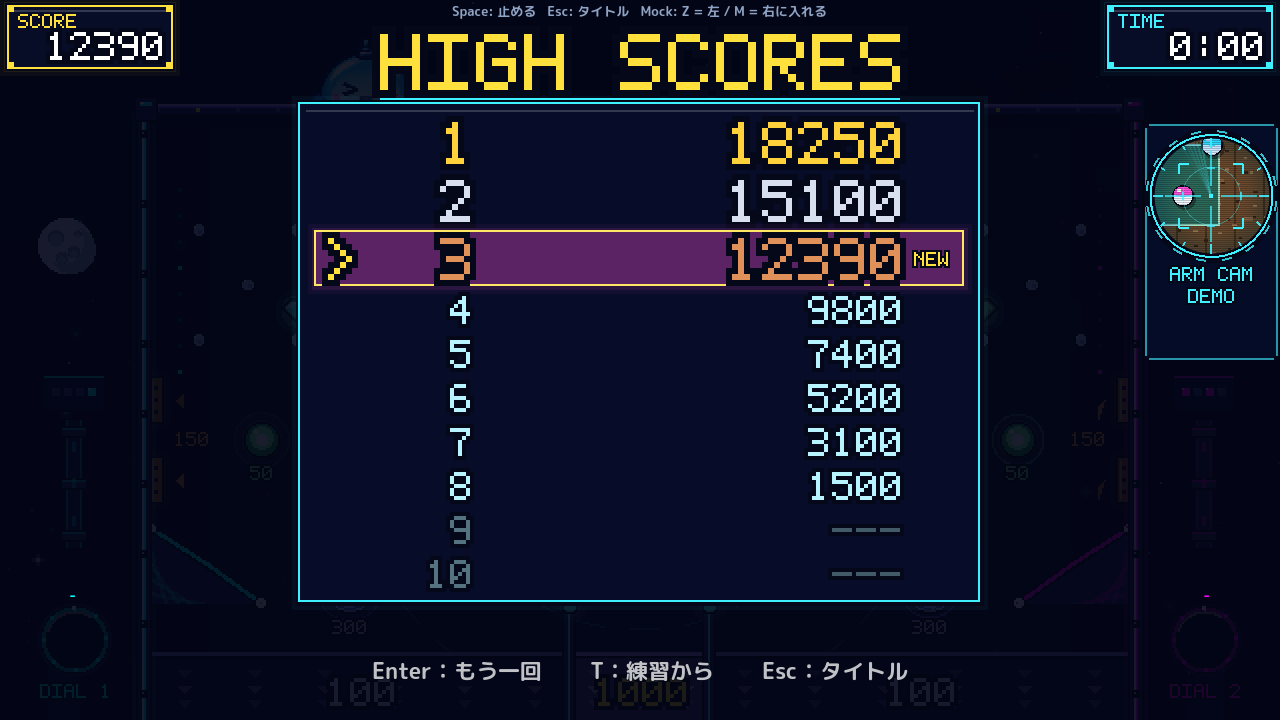 Space: 止める Esc: タイトル Mock: Z = 左 / M = 右に入れる
SCORE
12390
TIME
0:00
HIGH SCORES
1 18250
2 15100
> 3 12390 NEW
4 9800
5 7400
6 5200
7 3100
8 1500
9 ---
10 ---
ARM CAM
DEMO
150
50
50
150
300
300
DIAL 1
DIAL 2
Enter：もう一回 T：練習から Esc：タイトル
100
1000
100